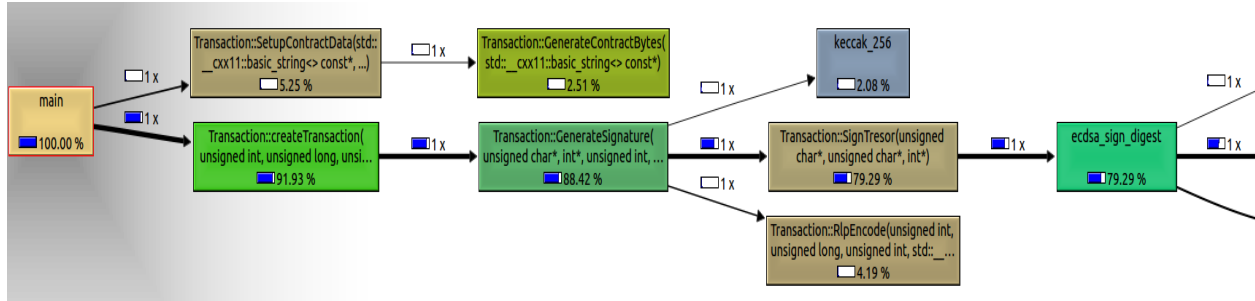 Transaction::SetupContractData(std::
__cxx11::basic_string<> const*, ...)
5.25 %
1 x
Transaction::GenerateContractBytes(
std::__cxx11::basic_string<> const*)
2.51 %
keccak_256
2.08 %
1 x
1 x
1 x
main
100.00 %
1 x
Transaction::createTransaction(
unsigned int, unsigned long, unsi...
91.93 %
1 x
Transaction::GenerateSignature(
unsigned char*, int*, unsigned int, ...
88.42 %
1 x
Transaction::SignTresor(unsigned
char*, unsigned char*, int*)
79.29 %
1 x
ecdsa_sign_digest
79.29 %
1 x
1 x
Transaction::RlpEncode(unsigned int,
unsigned long, unsigned int, std::__...
4.19 %